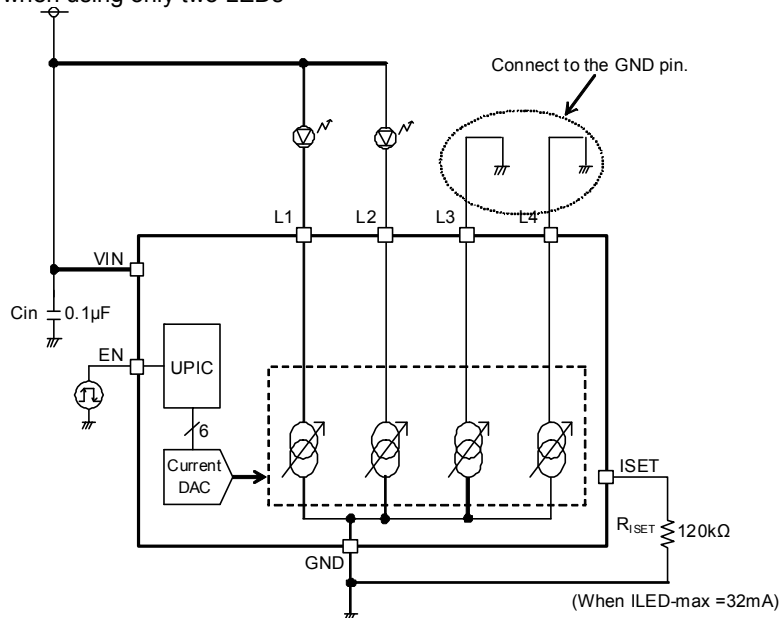 when using only two LEDs
Connect to the GND pin.
L1
L2
L3
L4
VIN
Cin
0.1µF
EN
UPIC
6
Current
DAC
ISET
RISET
120kΩ
GND
(When ILED-max =32mA)